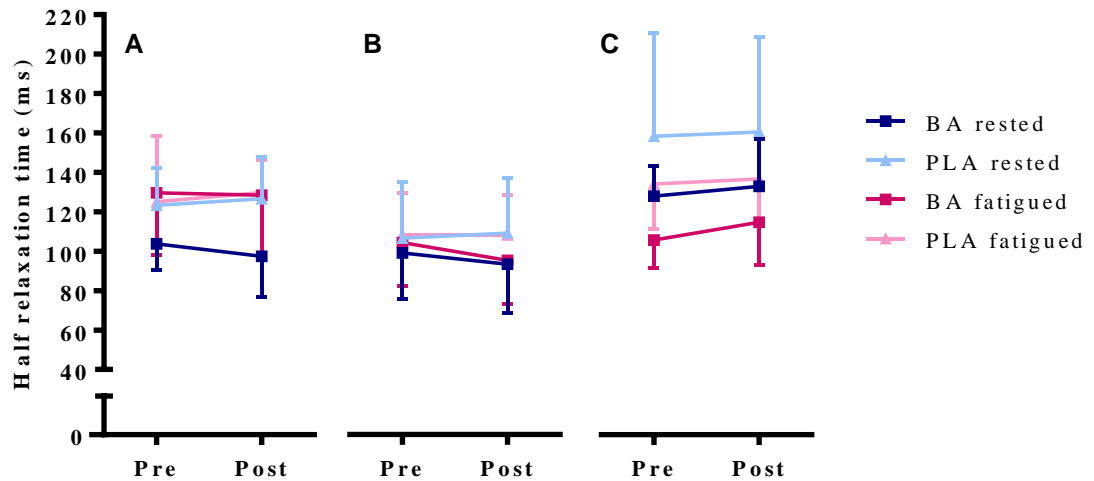 Half relaxation time (ms)
220
200
180
160
140
120
100
80
60
40
0
A
B
C
Pre Post
Pre Post
Pre Post
BA rested
PLA rested
BA fatigued
PLA fatigued